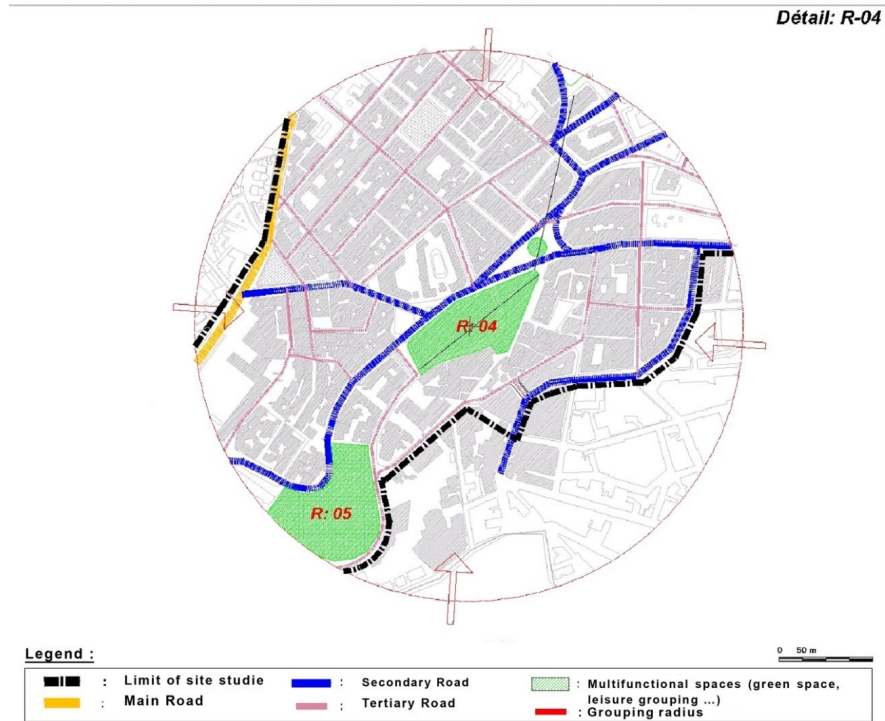 Détail: R-04
R: 04
R: 05
Legend :
0 50 m
: Limit of site studie
: Secondary Road
: Multifunctional spaces (green space,
leisure grouping ...)
: Main Road
: Tertiary Road
: Grouping radius